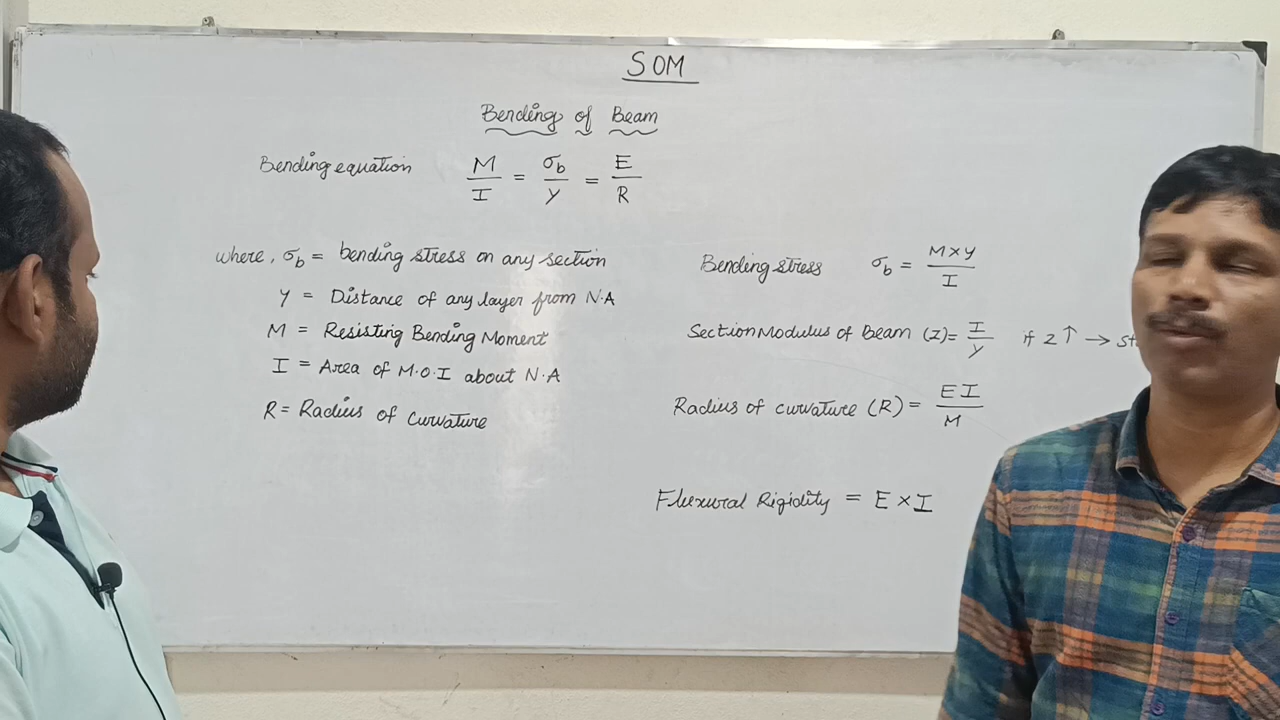 SOM
Bending of Beam
Bending equation M/I = σb/Y = E/R
where, σb = bending stress on any section
Y = Distance of any layer from N.A
M = Resisting Bending Moment
I = Area of M.O.I about N.A
R = Radius of Curvature
Bending stress σb = M×Y/I
Section Modulus of Beam (Z) = I/Y if Z↑ →
Radius of curvature (R) = EI/M
Flexural Rigidity = E × I